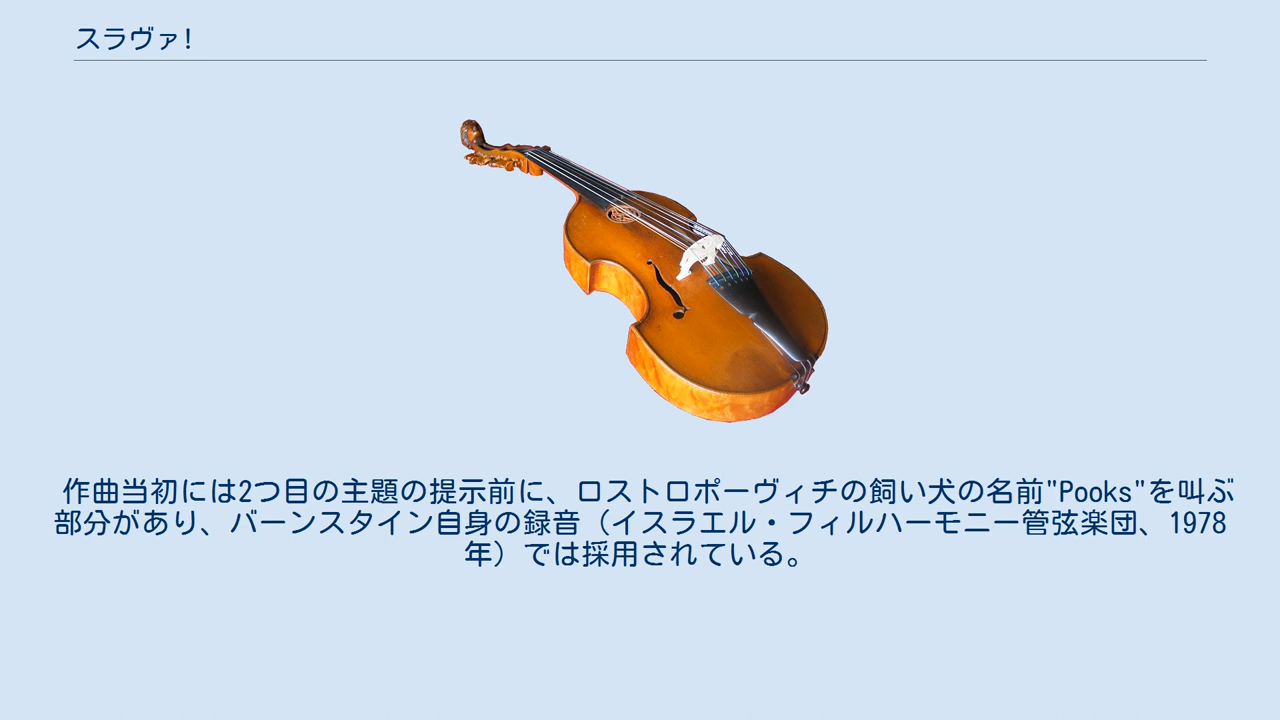 スラヴァ!
作曲当初には2つ目の主題の提示前に、ロストロポーヴィチの飼い犬の名前"Pooks"を叫ぶ
部分があり、バーンスタイン自身の録音（イスラエル・フィルハーモニー管弦楽団、1978
年）では採用されている。